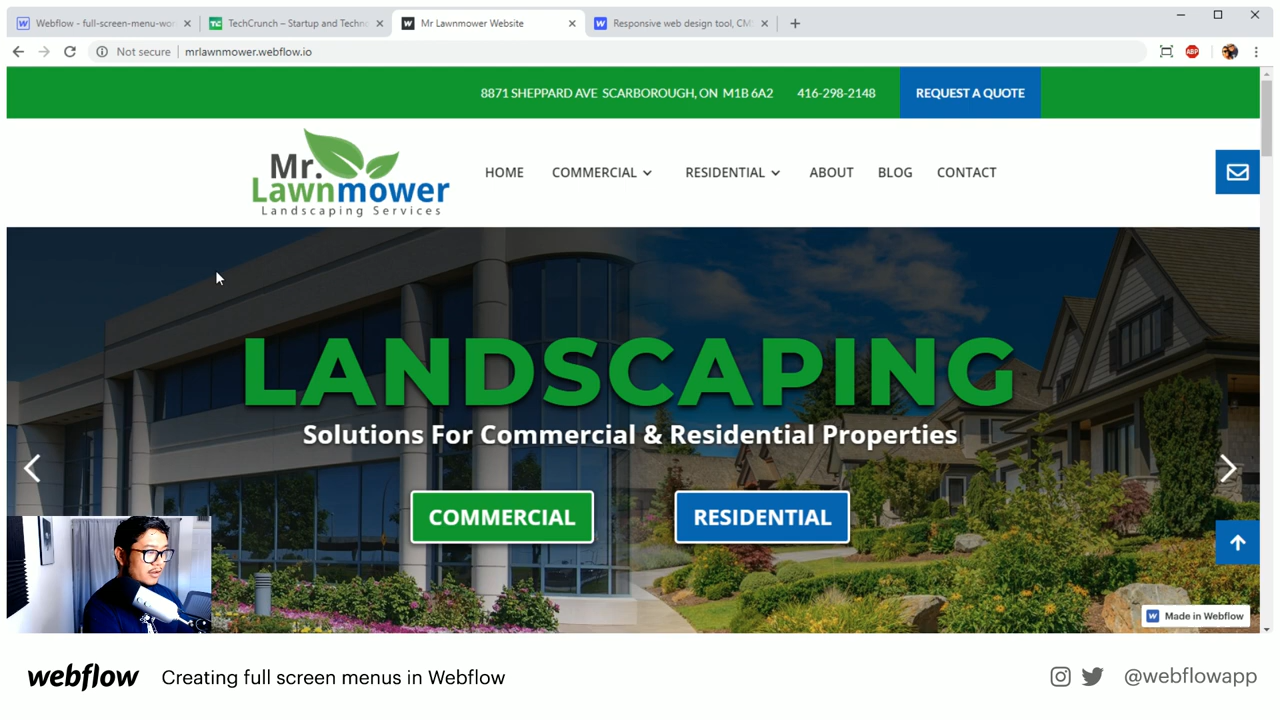 Webflow - full-screen-menu-wor
TechCrunch – Startup and Techno
Mr Lawnmower Website
Responsive web design tool, CM
Not secure
mrlawnmower.webflow.io
ABP
8871 SHEPPARD AVE SCARBOROUGH, ON M1B 6A2
416-298-2148
REQUEST A QUOTE
Mr.
Lawnmower
Landscaping Services
HOME
COMMERCIAL
RESIDENTIAL
ABOUT
BLOG
CONTACT
LANDSCAPING
Solutions For Commercial & Residential Properties
COMMERCIAL
RESIDENTIAL
Made in Webflow
webflow
Creating full screen menus in Webflow
@webflowapp